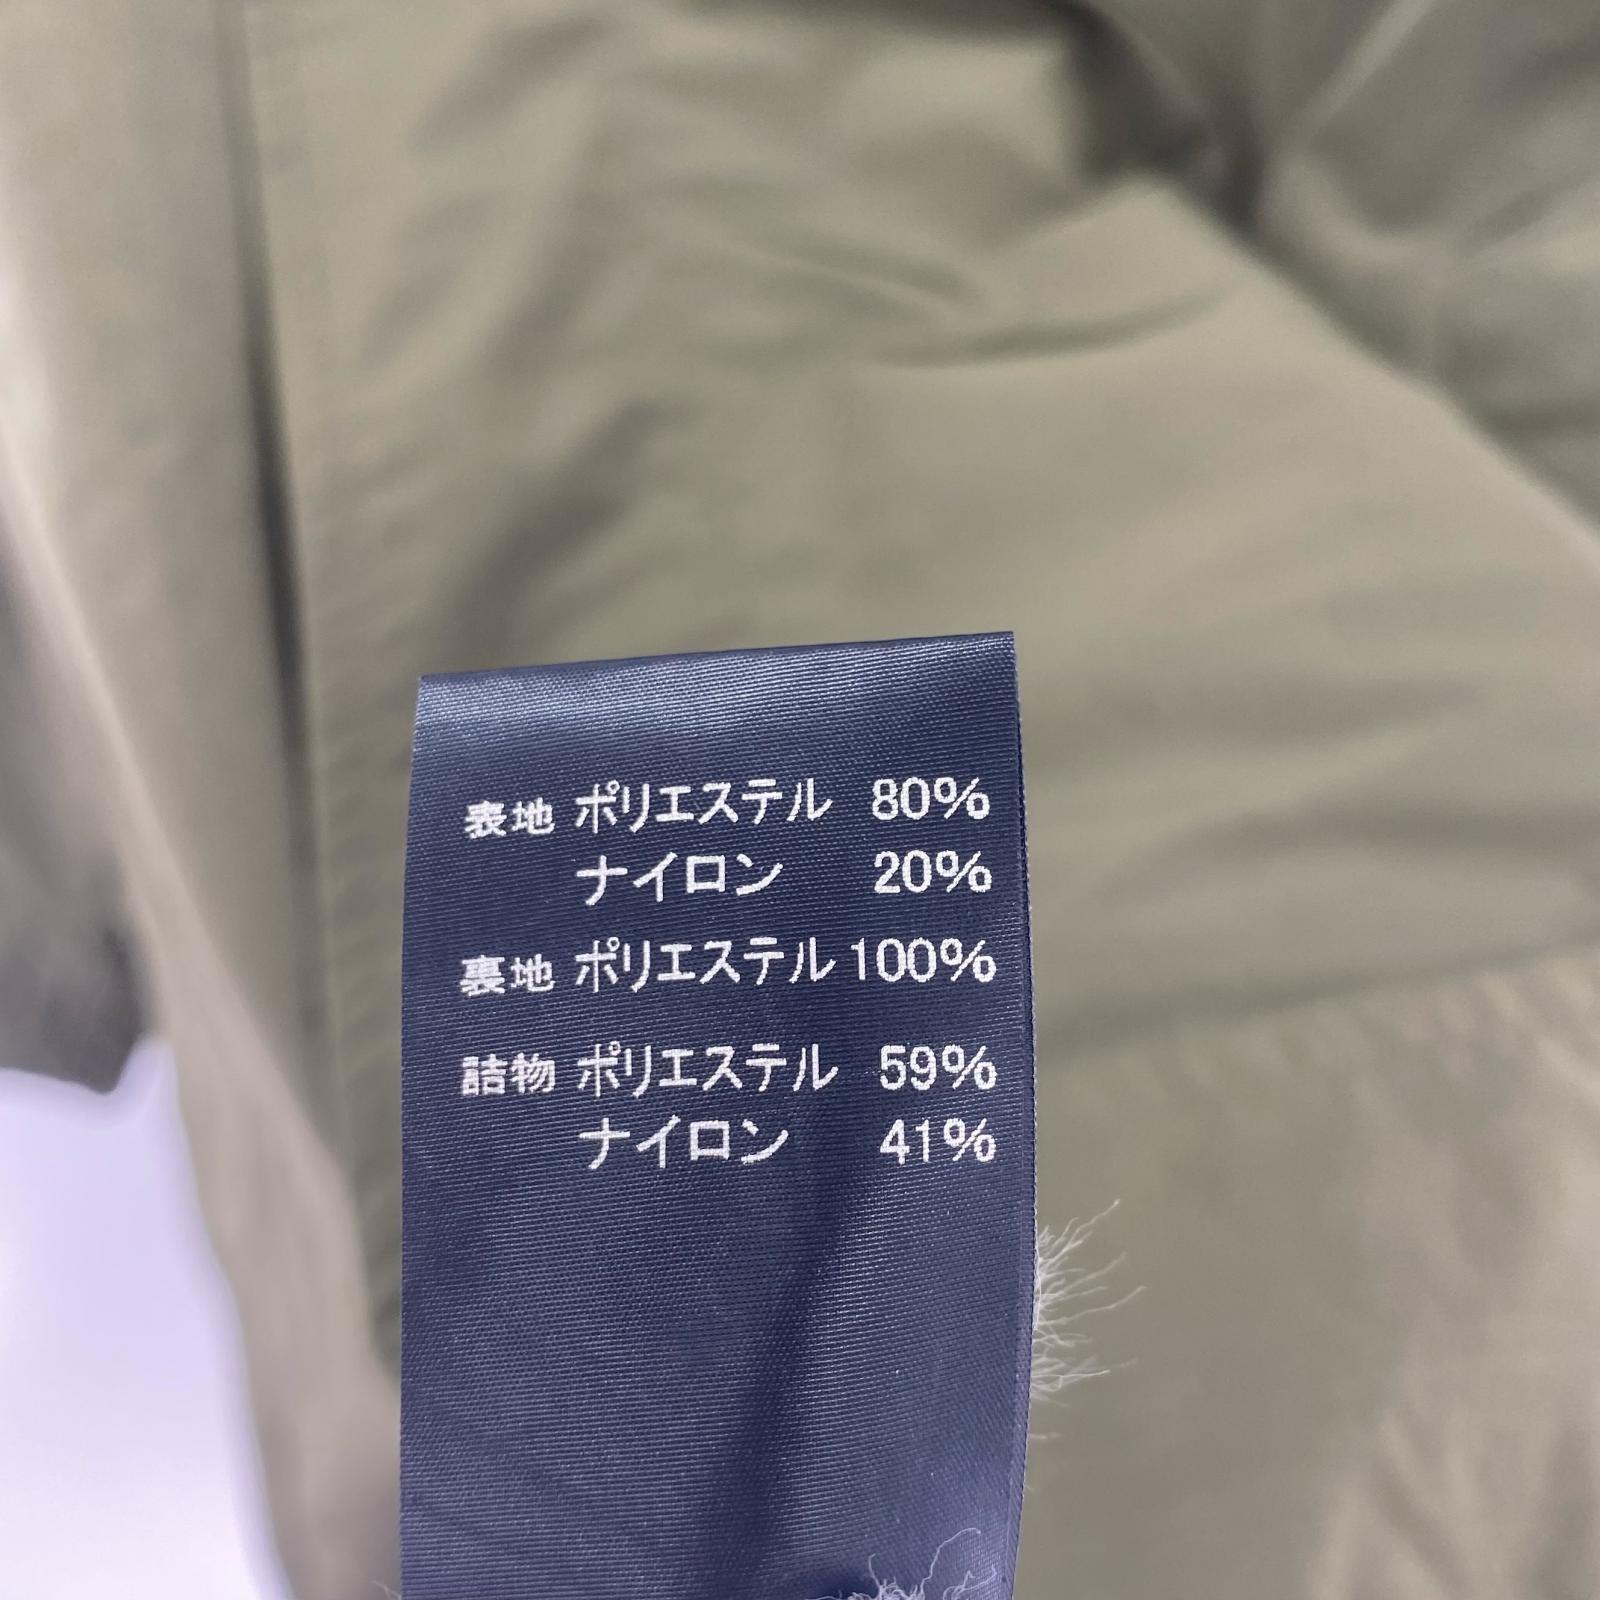 表地 ポリエステル 80%
ナイロン 20%
裏地 ポリエステル 100%
詰物 ポリエステル 59%
ナイロン 41%